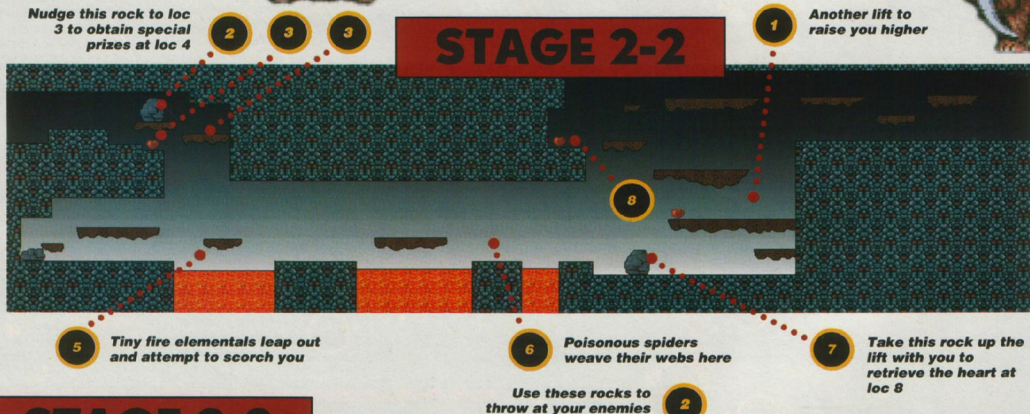 Nudge this rock to loc
3 to obtain special
prizes at loc 4
2
3
3
STAGE 2-2
1
Another lift to
raise you higher
8
5
Tiny fire elementals leap out
and attempt to scorch you
6
Poisonous spiders
weave their webs here
7
Take this rock up the
lift with you to
retrieve the heart at
loc 8
Use these rocks to
throw at your enemies
2